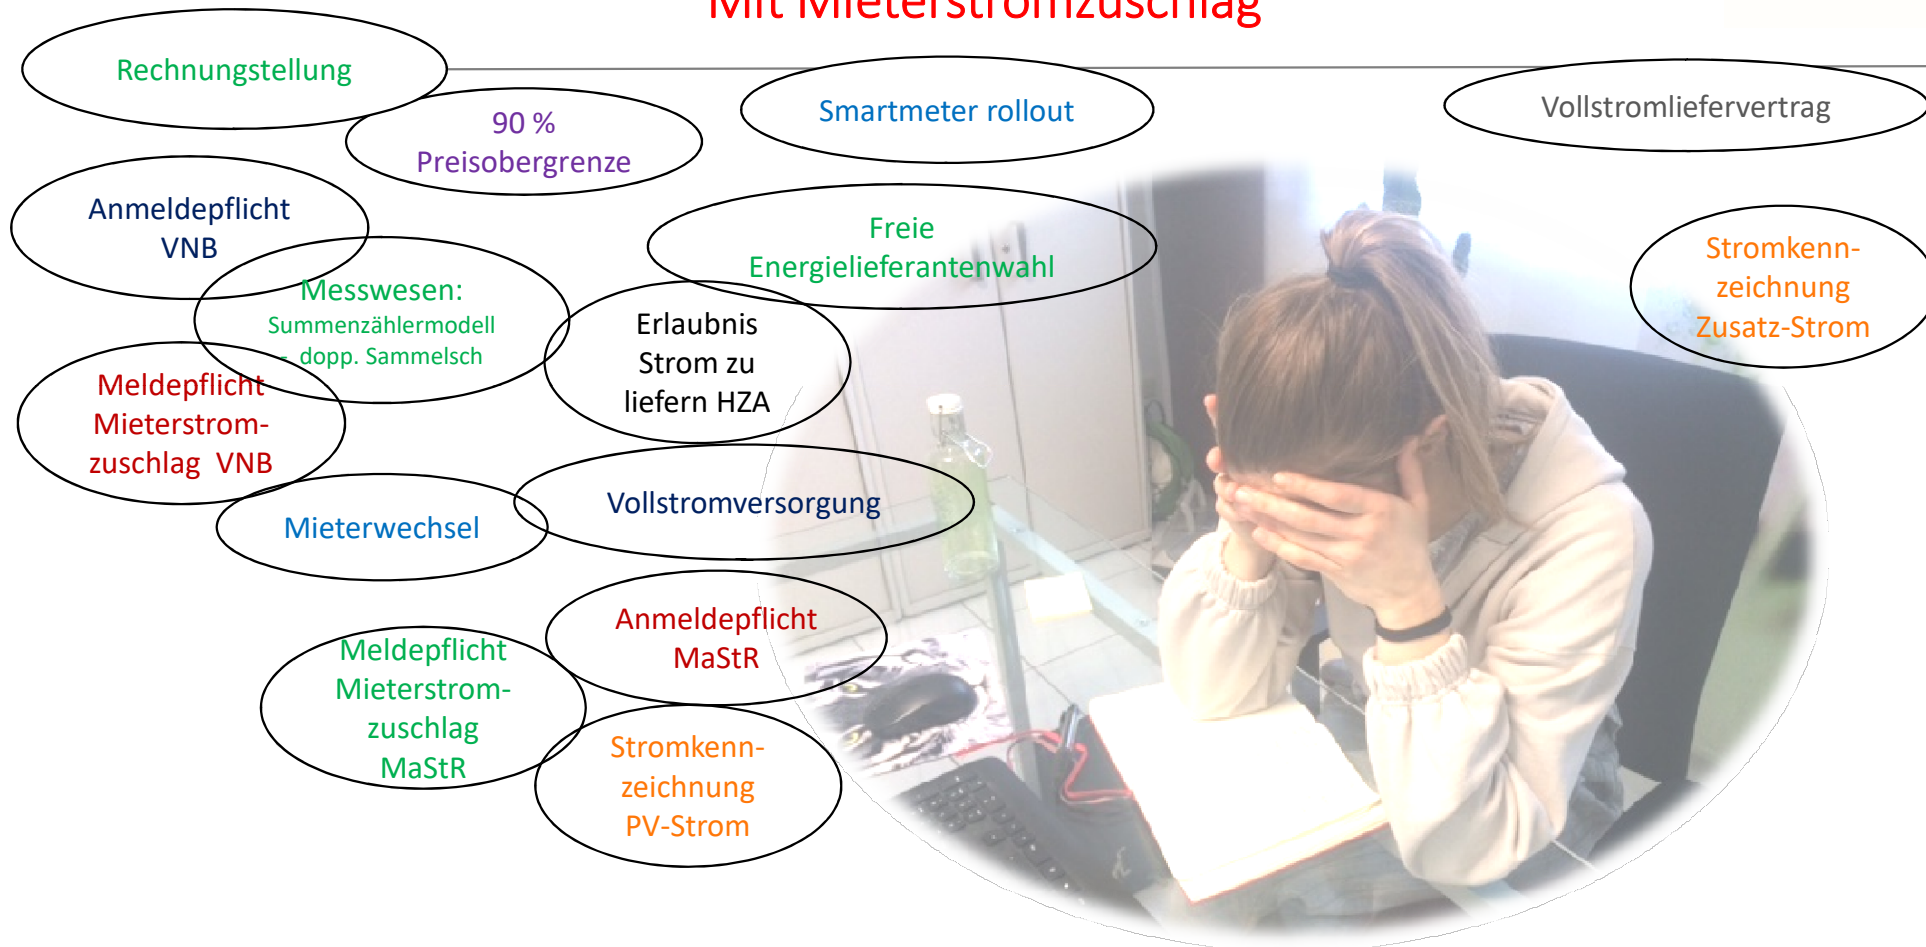 Mit Mieterstromzuschlag
Rechnungstellung
90 %
Preisobergrenze
Smartmeter rollout
Vollstromliefervertrag
Anmeldepflicht
VNB
Freie
Energielieferantenwahl
Stromkenn-
zeichnung
Zusatz-Strom
Messwesen:
Summenzählermodell
- dopp. Sammelsch
Erlaubnis
Strom zu
liefern HZA
Meldepflicht
Mieterstrom-
zuschlag VNB
Mieterwechsel
Vollstromversorgung
Anmeldepflicht
MaStR
Meldepflicht
Mieterstrom-
zuschlag
MaStR
Stromkenn-
zeichnung
PV-Strom